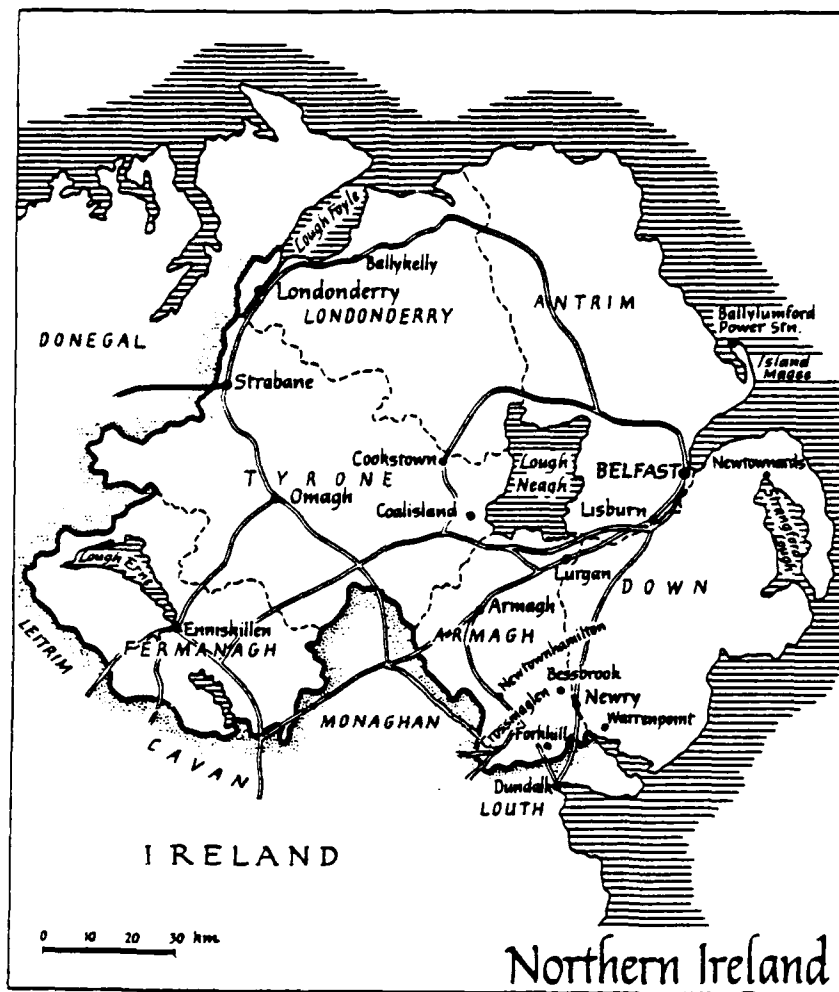 Lough Foyle
Ballykelly
Londonderry
LONDONDERRY
ANTRIM
Ballylumford
Power Stn.
Island
Magee
DONEGAL
Strabane
Cookstown
TYRONE
Omagh
Coalisland
Lough
Neagh
BELFAST
Newtownards
Lisburn
Strangford
Lough
Lough Erne
Lurgan
DOWN
Armagh
ARMAGH
Enniskillen
FERMANAGH
LEITRIM
Newtownhamilton
Bessbrook
Newry
Crossmaglen
Warrenpoint
Forkhill
MONAGHAN
CAVAN
Dundalk
LOUTH
IRELAND
0 10 20 30 km.
Northern Ireland